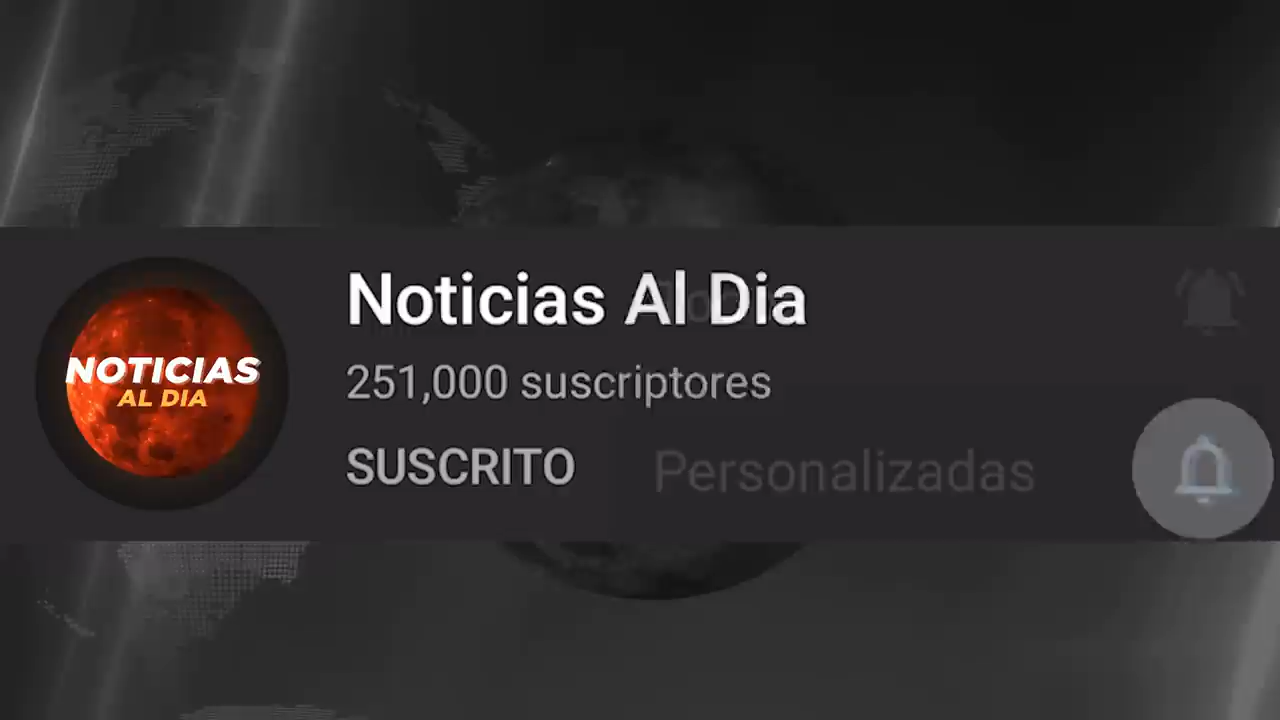 Noticias Al Dia
251,000 suscriptores
NOTICIAS
AL DIA
SUSCRITO
Personalizadas